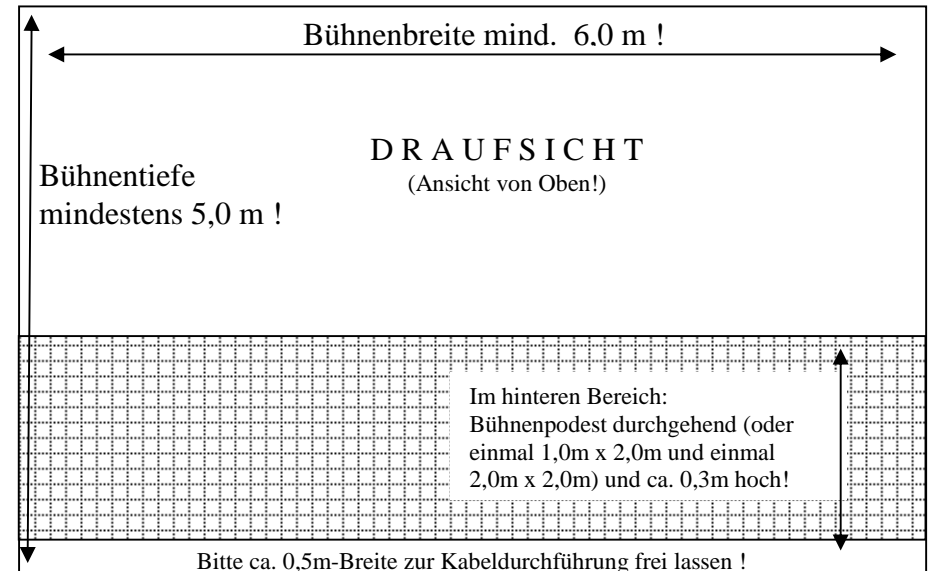 Bühnenbreite mind. 6,0 m !
D R A U F S I C H T
(Ansicht von Oben!)
Bühnentiefe
mindestens 5,0 m !
Im hinteren Bereich:
Bühnenpodest durchgehend (oder
einmal 1,0m x 2,0m und einmal
2,0m x 2,0m) und ca. 0,3m hoch!
Bitte ca. 0,5m-Breite zur Kabeldurchführung frei lassen !